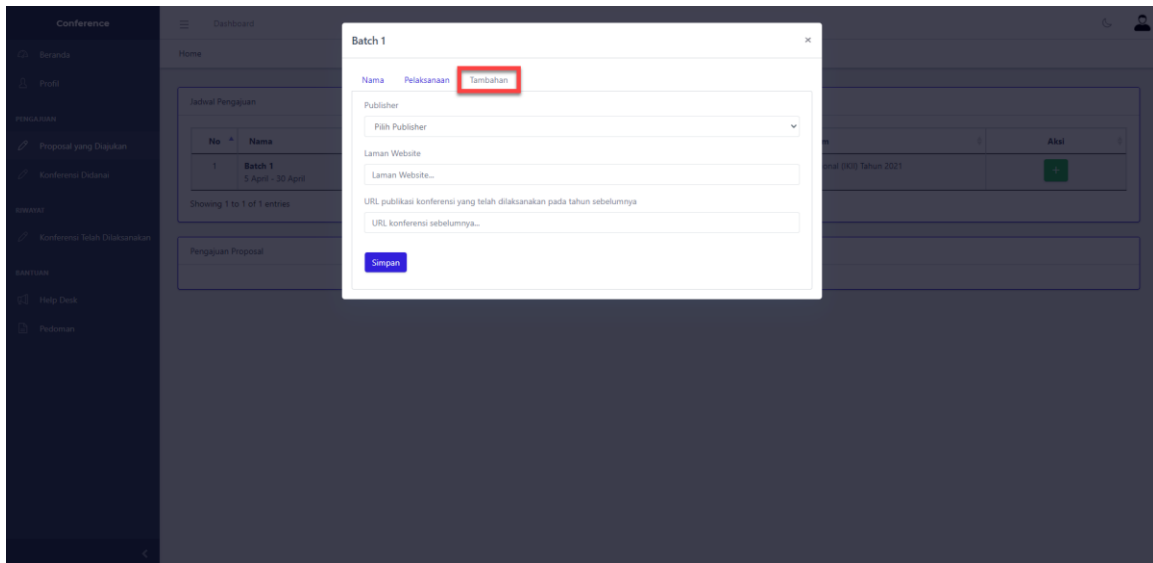 Conference
Dashboard
Beranda
Home
Profil
PENGAJUAN
Proposal yang Diajukan
Konferensi Didanai
RIWAYAT
Konferensi Telah Dilaksanakan
BANTUAN
Help Desk
Pedoman
Jadwal Pengajuan
No Nama Aksi
1 Batch 1 onal (IKI) Tahun 2021 +
5 April - 30 April
Showing 1 to 1 of 1 entries
Pengajuan Proposal
Batch 1 ×
Nama Pelaksanaan Tambahan
Publisher
Pilih Publisher
Laman Website
Laman Website...
URL publikasi konferensi yang telah dilaksanakan pada tahun sebelumnya
URL konferensi sebelumnya...
Simpan